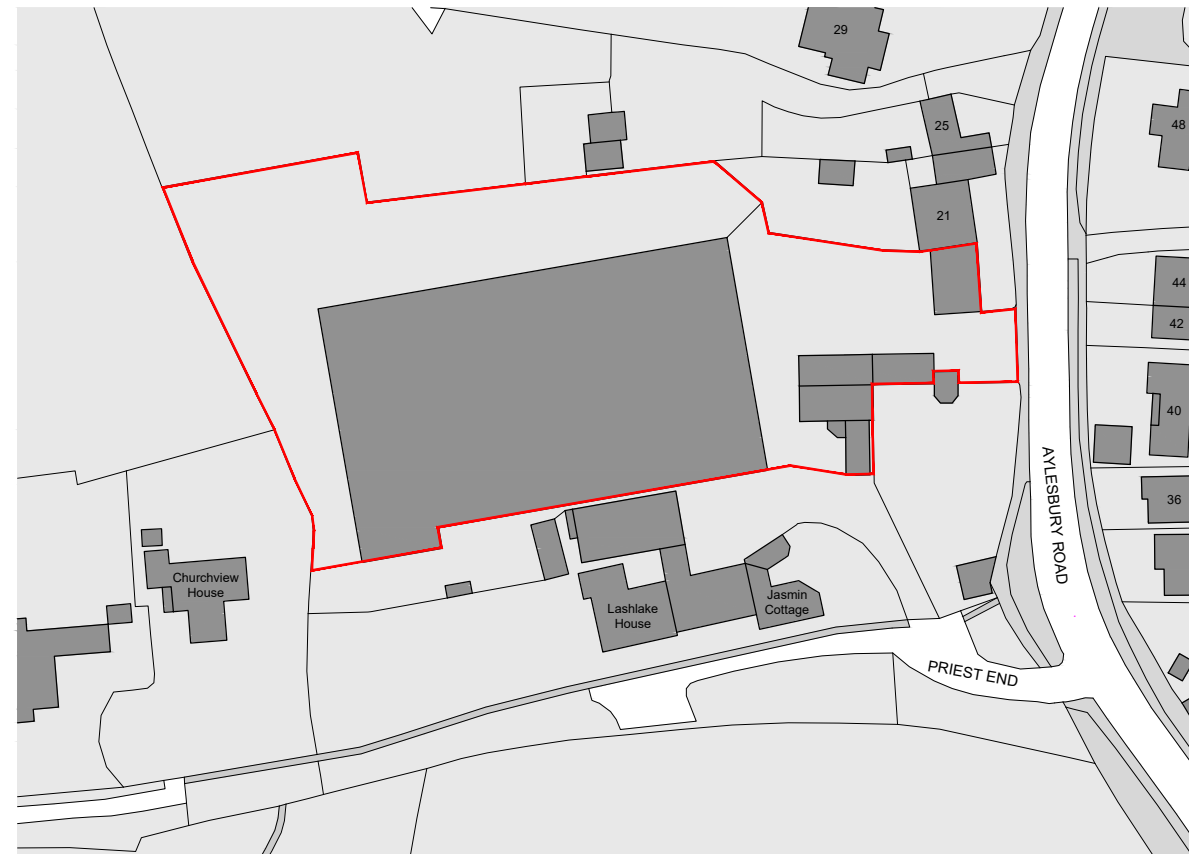 29
25
48
21
44
42
40
AYLESBURY ROAD
36
Churchview
House
Jasmin
Cottage
Lashlake
House
PRIEST END